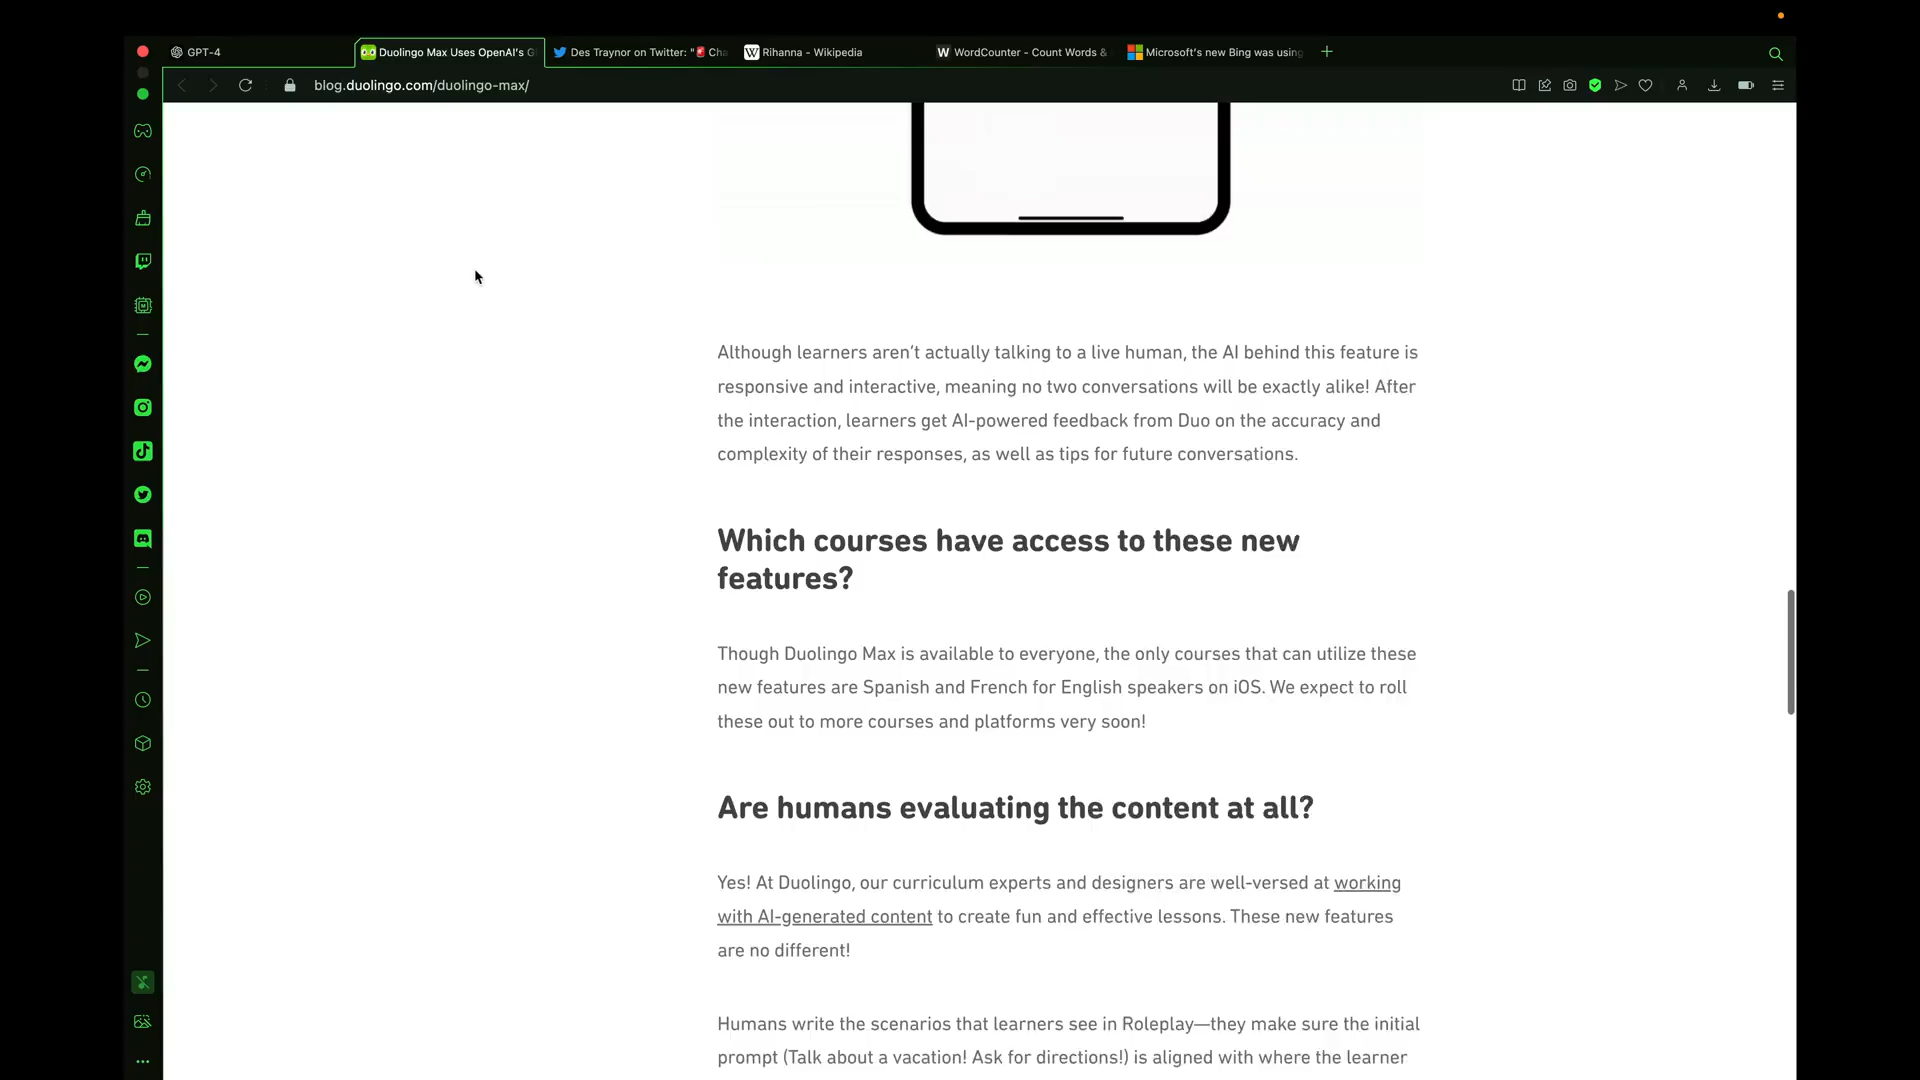 GPT-4
Duolingo Max Uses OpenAI's G
Des Traynor on Twitter: "🚨 Cha
Rihanna - Wikipedia
WordCounter - Count Words &
Microsoft's new Bing was using
blog.duolingo.com/duolingo-max/
Although learners aren't actually talking to a live human, the AI behind this feature is
responsive and interactive, meaning no two conversations will be exactly alike! After
the interaction, learners get AI-powered feedback from Duo on the accuracy and
complexity of their responses, as well as tips for future conversations.
Which courses have access to these new
features?
Though Duolingo Max is available to everyone, the only courses that can utilize these
new features are Spanish and French for English speakers on iOS. We expect to roll
these out to more courses and platforms very soon!
Are humans evaluating the content at all?
Yes! At Duolingo, our curriculum experts and designers are well-versed at working
with AI-generated content to create fun and effective lessons. These new features
are no different!
Humans write the scenarios that learners see in Roleplay—they make sure the initial
prompt (Talk about a vacation! Ask for directions!) is aligned with where the learner